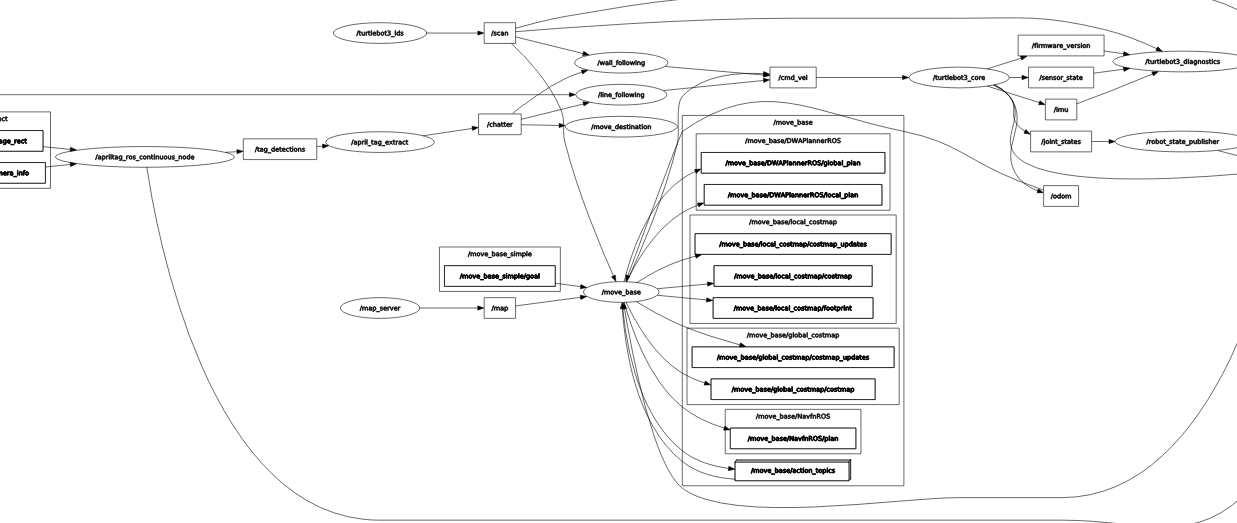 /turtlebot3_lds
/scan
/wall_following
/line_following
/chatter
/move_destination
/cmd_vel
/turtlebot3_core
/firmware_version
/sensor_state
/imu
/joint_states
/odom
/turtlebot3_diagnostics
/robot_state_publisher
ect
age_rect
mera_info
/apriltag_ros_continuous_node
/tag_detections
/april_tag_extract
/move_base_simple
/move_base_simple/goal
/map_server
/map
/move_base
/move_base
/move_base/DWAPlannerROS
/move_base/DWAPlannerROS/global_plan
/move_base/DWAPlannerROS/local_plan
/move_base/local_costmap
/move_base/local_costmap/costmap_updates
/move_base/local_costmap/costmap
/move_base/local_costmap/footprint
/move_base/global_costmap
/move_base/global_costmap/costmap_updates
/move_base/global_costmap/costmap
/move_base/NavfnROS
/move_base/NavfnROS/plan
/move_base/action_topics